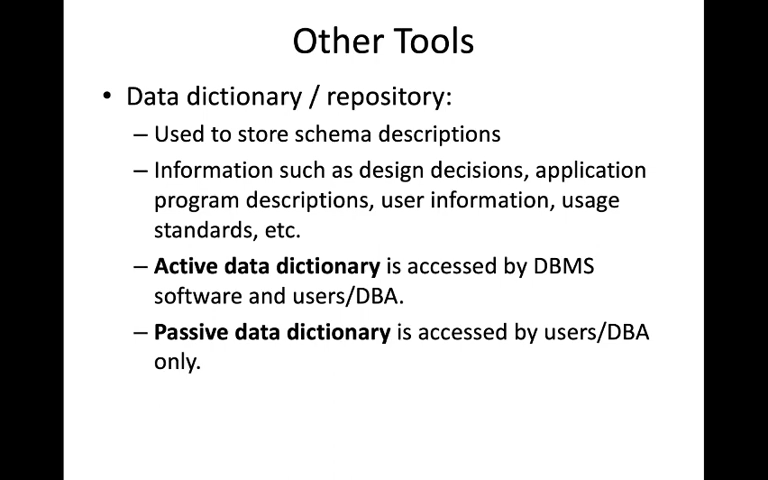 Other Tools
• Data dictionary / repository:
– Used to store schema descriptions
– Information such as design decisions, application
program descriptions, user information, usage
standards, etc.
– Active data dictionary is accessed by DBMS
software and users/DBA.
– Passive data dictionary is accessed by users/DBA
only.